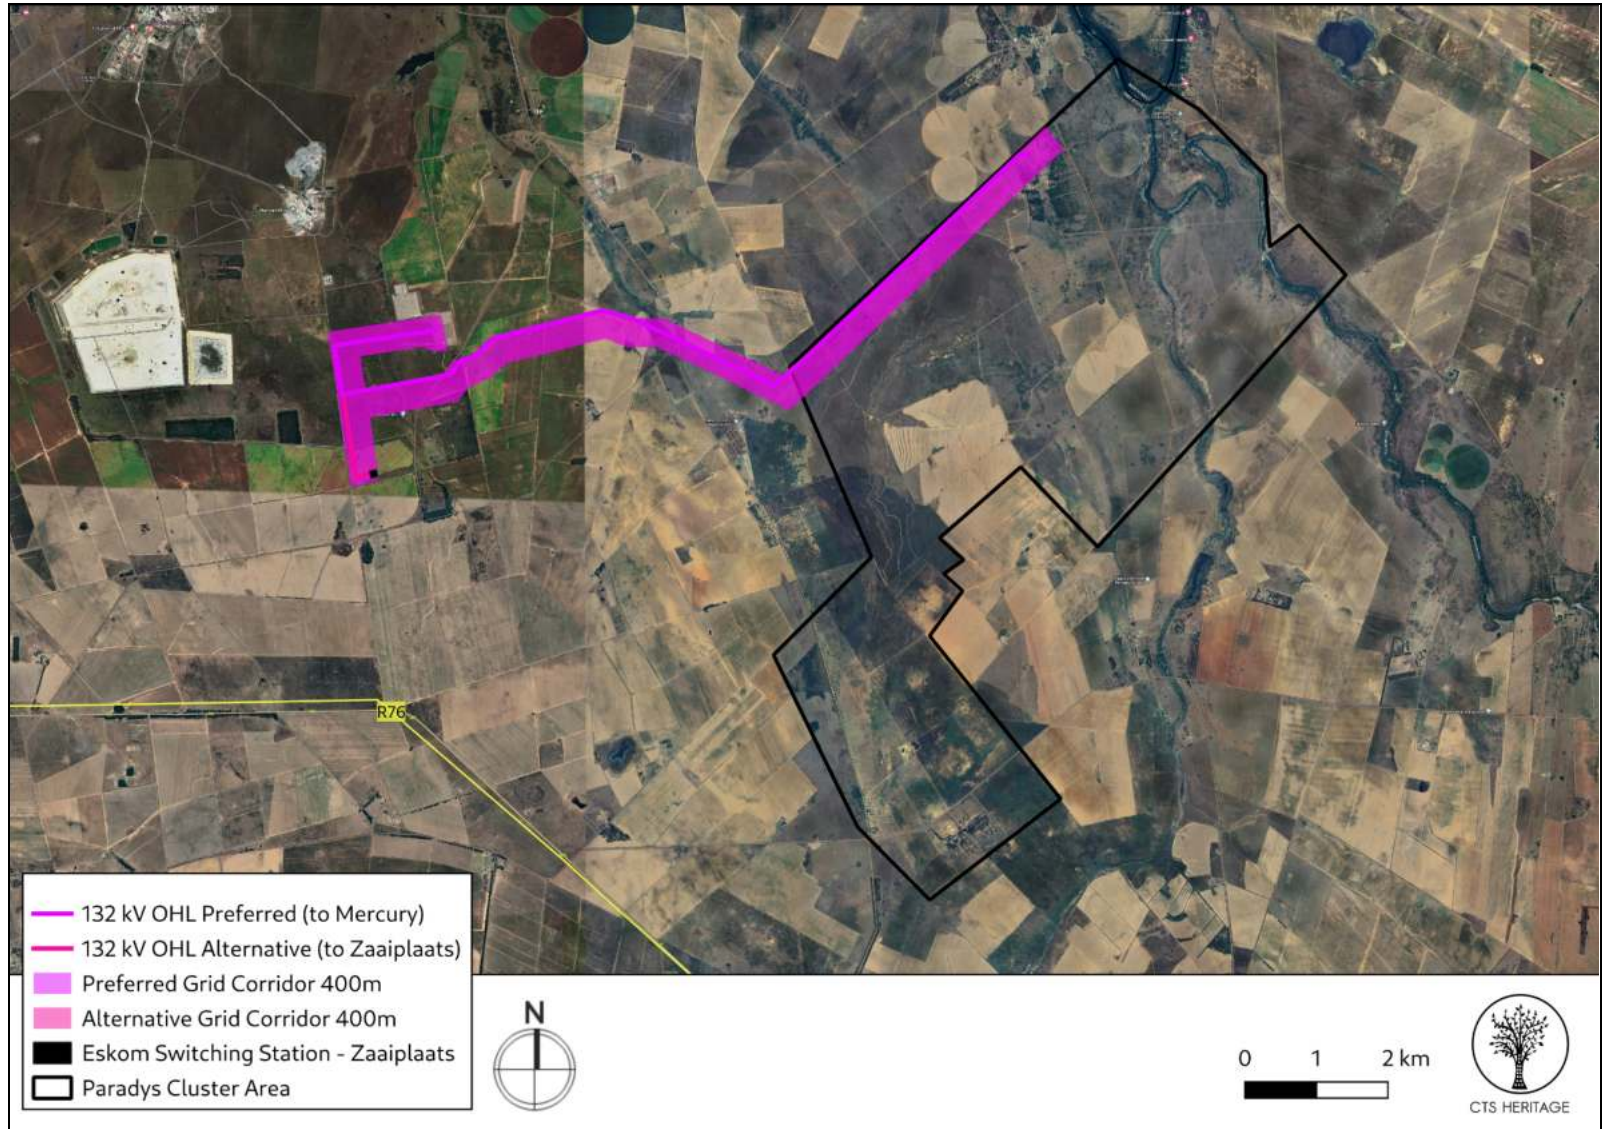 R76
132 kV OHL Preferred (to Mercury)
132 kV OHL Alternative (to Zaaiplaats)
Preferred Grid Corridor 400m
Alternative Grid Corridor 400m
Eskom Switching Station - Zaaiplaats
Paradys Cluster Area
N
0 1 2 km
CTS HERITAGE